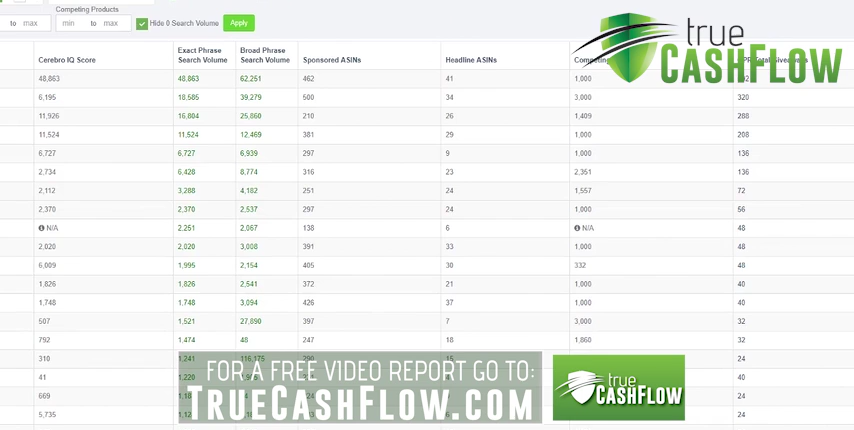 Competing Products
to max min to max Hide 0 Search Volume Apply
true
CASHFLOW
Cerebro IQ Score Exact Phrase Search Volume Broad Phrase Search Volume Sponsored ASINs Headline ASINs
48,863 48,863 62,251 462 41 1,000
6,195 18,585 39,279 500 34 3,000 320
11,926 16,804 25,860 210 26 1,409 288
11,524 11,524 12,469 381 29 1,000 208
6,727 6,727 6,939 297 9 1,000 136
2,734 6,428 8,774 316 23 2,351 136
2,112 3,288 4,182 251 24 1,557 72
2,370 2,370 2,537 297 24 1,000 56
N/A 2,251 2,067 138 6 N/A 48
2,020 2,020 3,008 391 33 1,000 48
6,009 1,995 2,154 405 30 332 48
1,826 1,826 2,541 372 21 1,000 40
1,748 1,748 3,094 426 37 1,000 40
507 1,521 27,890 397 7 3,000 32
792 1,474 48 247 18 1,860 32
310 1,241 116,175 24
41 1,220 40
669 24
5,735 24
FOR A FREE VIDEO REPORT GO TO:
TRUECASHFLOW.COM
true
CASHFLOW